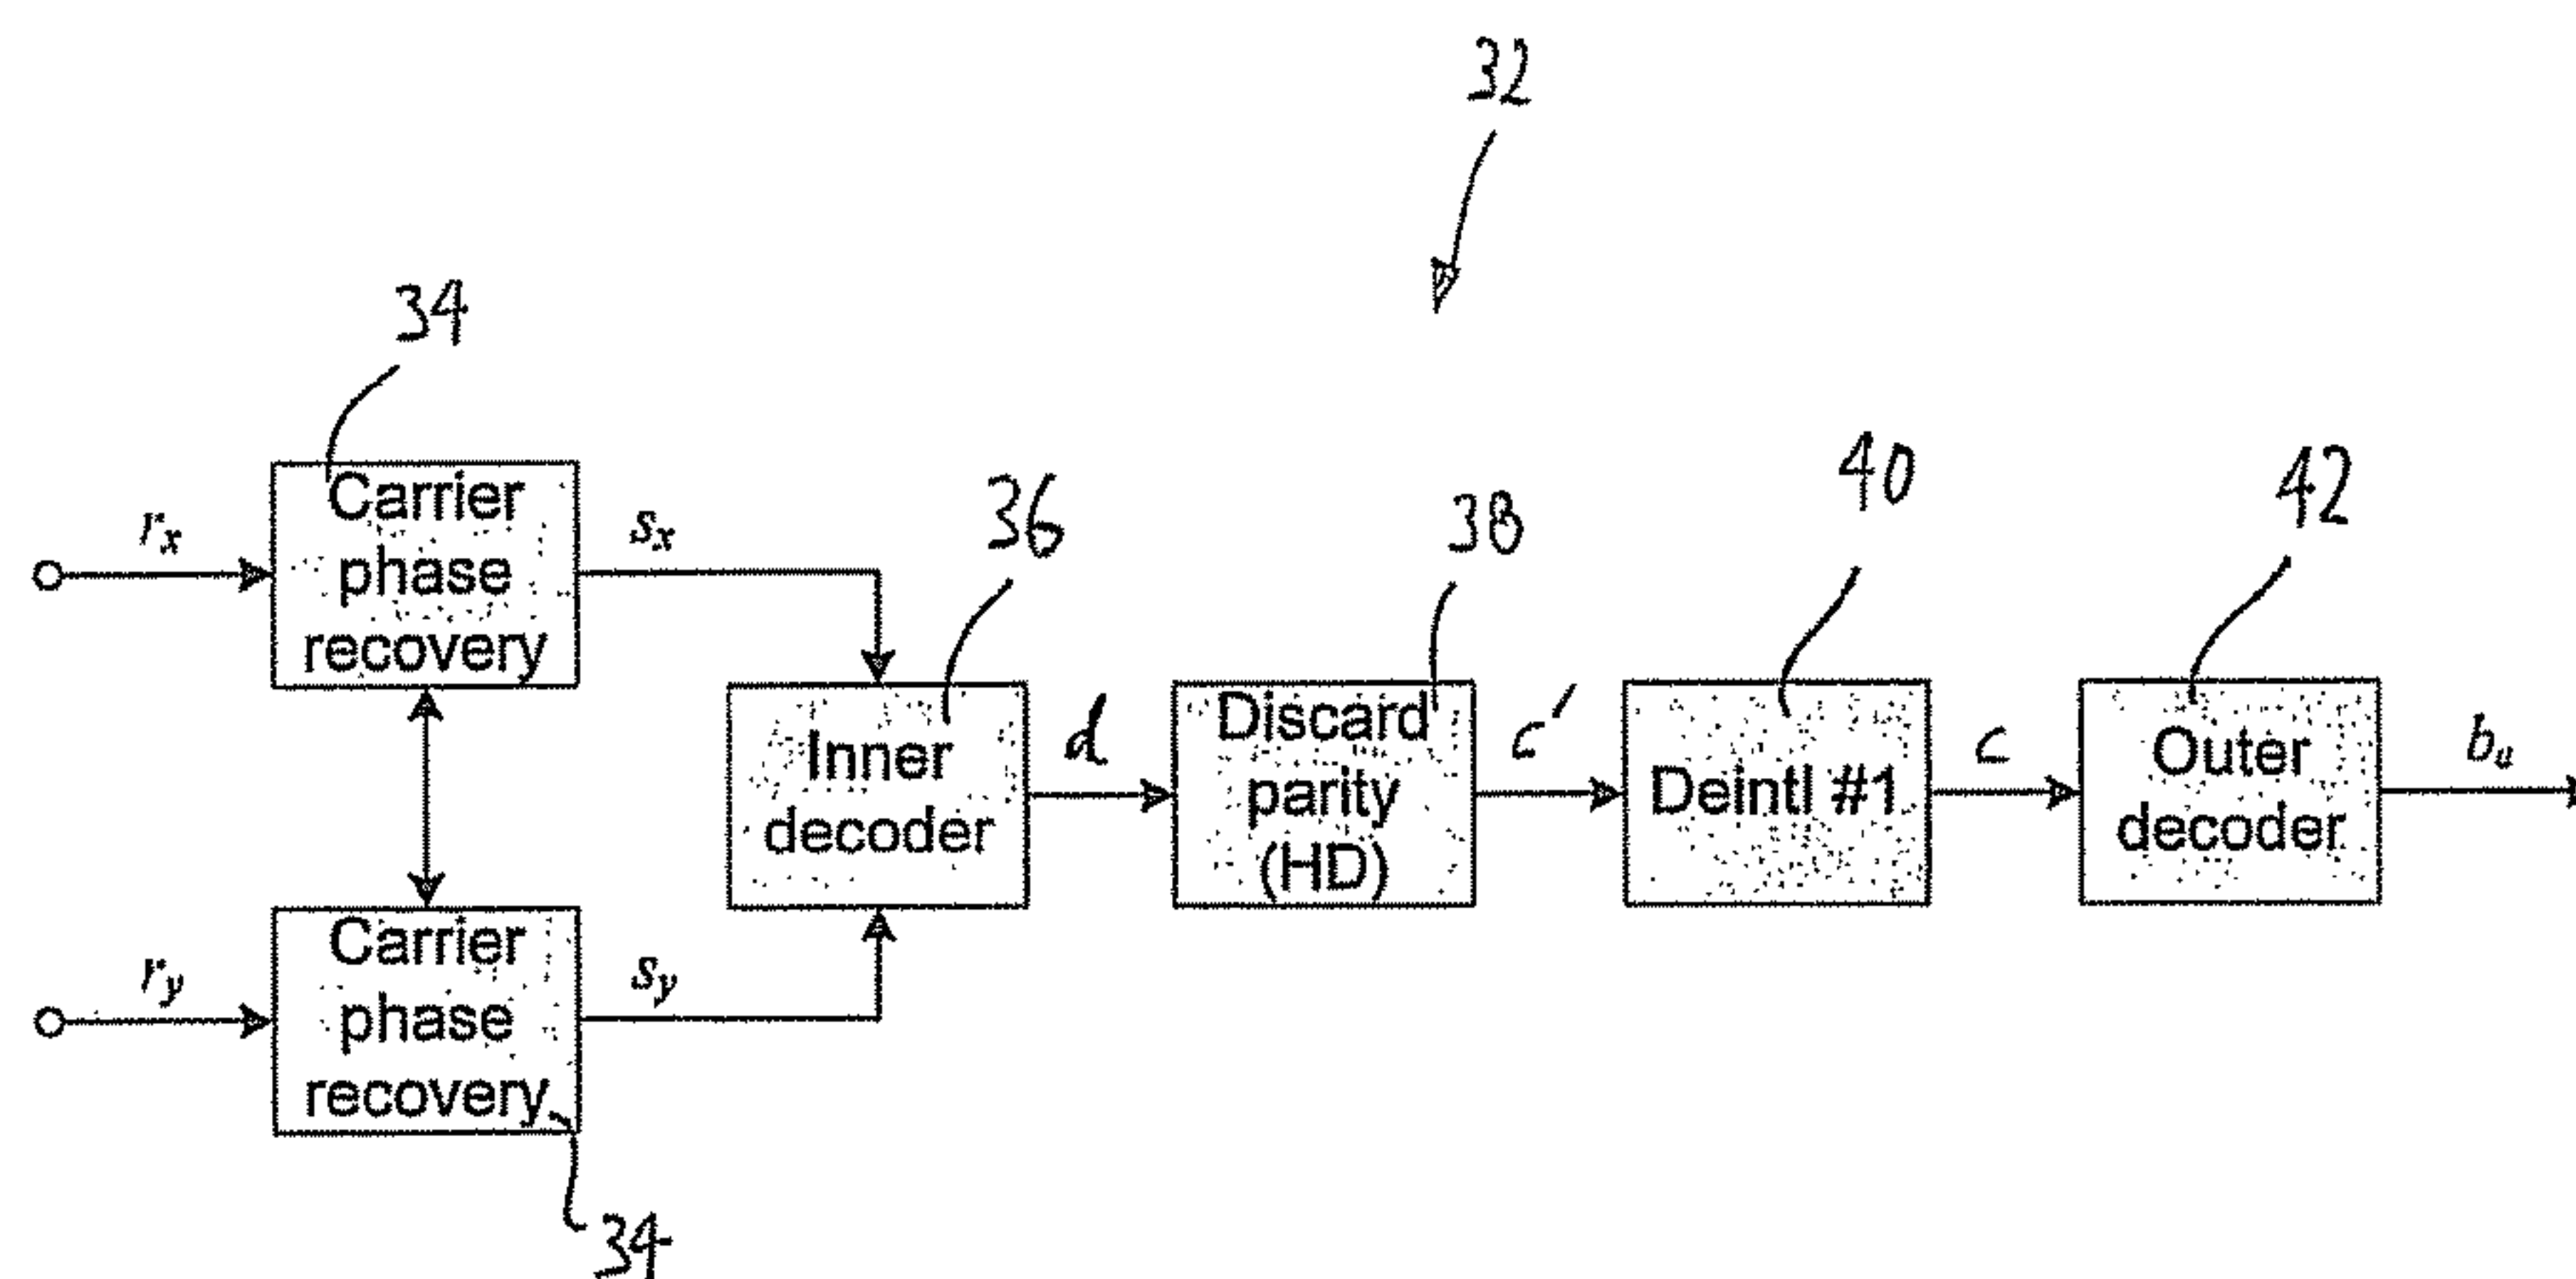 32
34
Carrier
phase
recovery
r_x
s_x
36
38
40
42
Inner
decoder
d
Discard
parity
(HD)
c'
Deintl #1
c
Outer
decoder
Carrier
phase
recovery
r_y
s_y
34